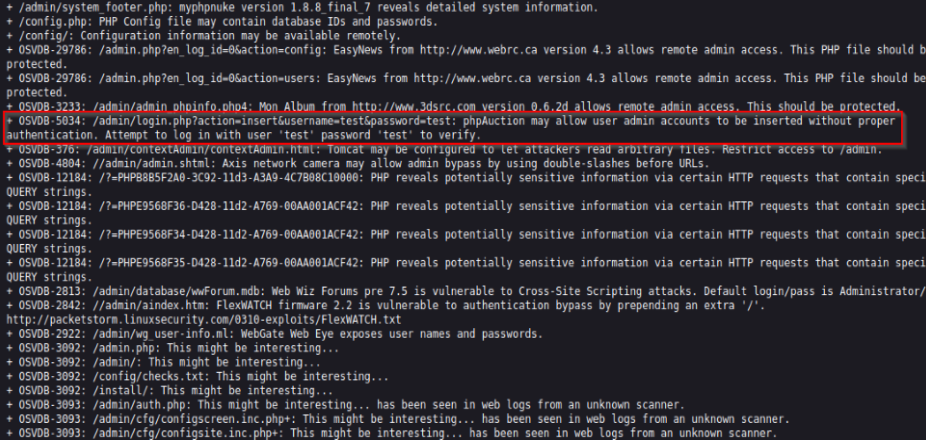 + /admin/system_footer.php: myphpnuke version 1.8.8_final_7 reveals detailed system information.
+ /config.php: PHP Config file may contain database IDs and passwords.
+ /config/: Configuration information may be available remotely.
+ OSVDB-29786: /admin.php?en_log_id=0&action=config: EasyNews from http://www.webrc.ca version 4.3 allows remote admin access. This PHP file should b
protected.
+ OSVDB-29786: /admin.php?en_log_id=0&action=users: EasyNews from http://www.webrc.ca version 4.3 allows remote admin access. This PHP file should be
protected.
+ OSVDB-3233: /admin/admin_phpinfo.php4: Mon Album from http://www.3dsrc.com version 0.6.2d allows remote admin access. This should be protected.
+ OSVDB-5034: /admin/login.php?action=insert&username=test&password=test: phpAuction may allow user admin accounts to be inserted without proper
authentication. Attempt to log in with user 'test' password 'test' to verify.
+ OSVDB-376: /admin/contextAdmin/contextAdmin.html: Tomcat may be configured to let attackers read arbitrary files. Restrict access to /admin.
+ OSVDB-4804: //admin/admin.shtml: Axis network camera may allow admin bypass by using double-slashes before URLs.
+ OSVDB-12184: /?=PHPB8B5F2A0-3C92-11d3-A3A9-4C7B08C10000: PHP reveals potentially sensitive information via certain HTTP requests that contain speci
QUERY strings.
+ OSVDB-12184: /?=PHPE9568F36-D428-11d2-A769-00AA001ACF42: PHP reveals potentially sensitive information via certain HTTP requests that contain speci
QUERY strings.
+ OSVDB-12184: /?=PHPE9568F34-D428-11d2-A769-00AA001ACF42: PHP reveals potentially sensitive information via certain HTTP requests that contain speci
QUERY strings.
+ OSVDB-12184: /?=PHPE9568F35-D428-11d2-A769-00AA001ACF42: PHP reveals potentially sensitive information via certain HTTP requests that contain speci
QUERY strings.
+ OSVDB-2813: /admin/database/wwForum.mdb: Web Wiz Forums pre 7.5 is vulnerable to Cross-Site Scripting attacks. Default login/pass is Administrator/
+ OSVDB-2842: //admin/aindex.htm: FlexWATCH firmware 2.2 is vulnerable to authentication bypass by prepending an extra '/'.
http://packetstorm.linuxsecurity.com/0310-exploits/FlexWATCH.txt
+ OSVDB-2922: /admin/wg_user-info.ml: WebGate Web Eye exposes user names and passwords.
+ OSVDB-3092: /admin.php: This might be interesting...
+ OSVDB-3092: /admin/: This might be interesting...
+ OSVDB-3092: /config/checks.txt: This might be interesting...
+ OSVDB-3092: /install/: This might be interesting...
+ OSVDB-3093: /admin/auth.php: This might be interesting... has been seen in web logs from an unknown scanner.
+ OSVDB-3093: /admin/cfg/configscreen.inc.php+: This might be interesting... has been seen in web logs from an unknown scanner.
+ OSVDB-3093: /admin/cfg/configsite.inc.php+: This might be interesting... has been seen in web logs from an unknown scanner.